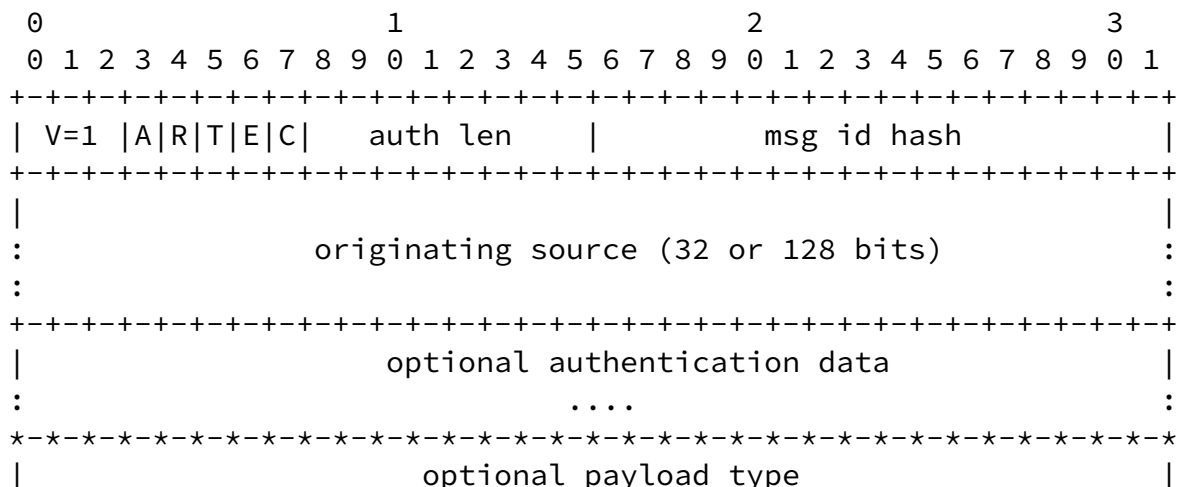 0                   1                   2                   3
 0 1 2 3 4 5 6 7 8 9 0 1 2 3 4 5 6 7 8 9 0 1 2 3 4 5 6 7 8 9 0 1
+-+-+-+-+-+-+-+-+-+-+-+-+-+-+-+-+-+-+-+-+-+-+-+-+-+-+-+-+-+-+-+-+
| V=1 |A|R|T|E|C|   auth len    |         msg id hash           |
+-+-+-+-+-+-+-+-+-+-+-+-+-+-+-+-+-+-+-+-+-+-+-+-+-+-+-+-+-+-+-+-+
|                                                               |
:                originating source (32 or 128 bits)            :
:                                                               :
+-+-+-+-+-+-+-+-+-+-+-+-+-+-+-+-+-+-+-+-+-+-+-+-+-+-+-+-+-+-+-+-+
|                    optional authentication data               |
:                              ....                             :
*-*-*-*-*-*-*-*-*-*-*-*-*-*-*-*-*-*-*-*-*-*-*-*-*-*-*-*-*-*-*-*-*
|                      optional payload type                    |